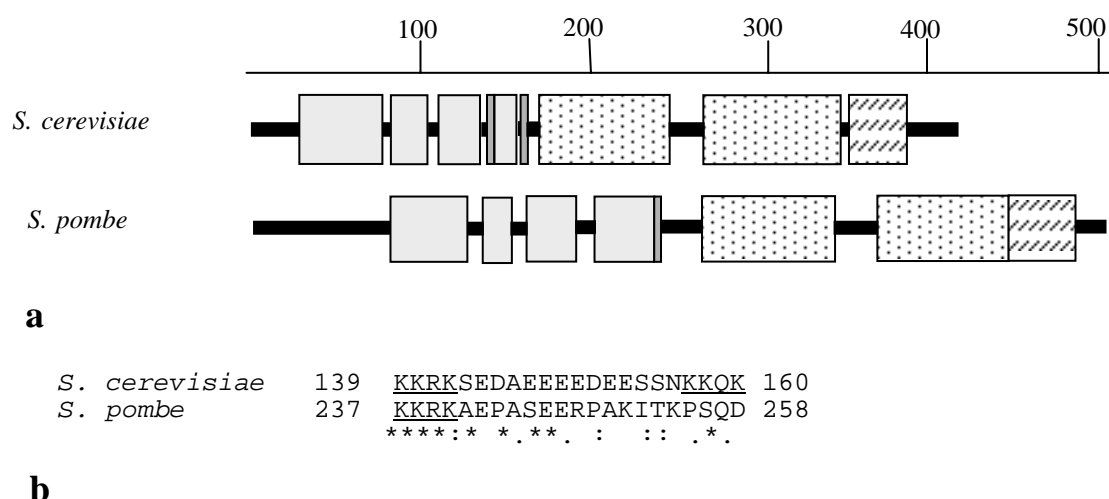 100 200 300 400 500
S. cerevisiae
S. pombe
a
S. cerevisiae 139 KKRKSEDAEEEEDEESSNKKQK 160
S. pombe 237 KKRKAEPASEERPAKITKPSQD 258
****:* *.**. : :: .*.
b